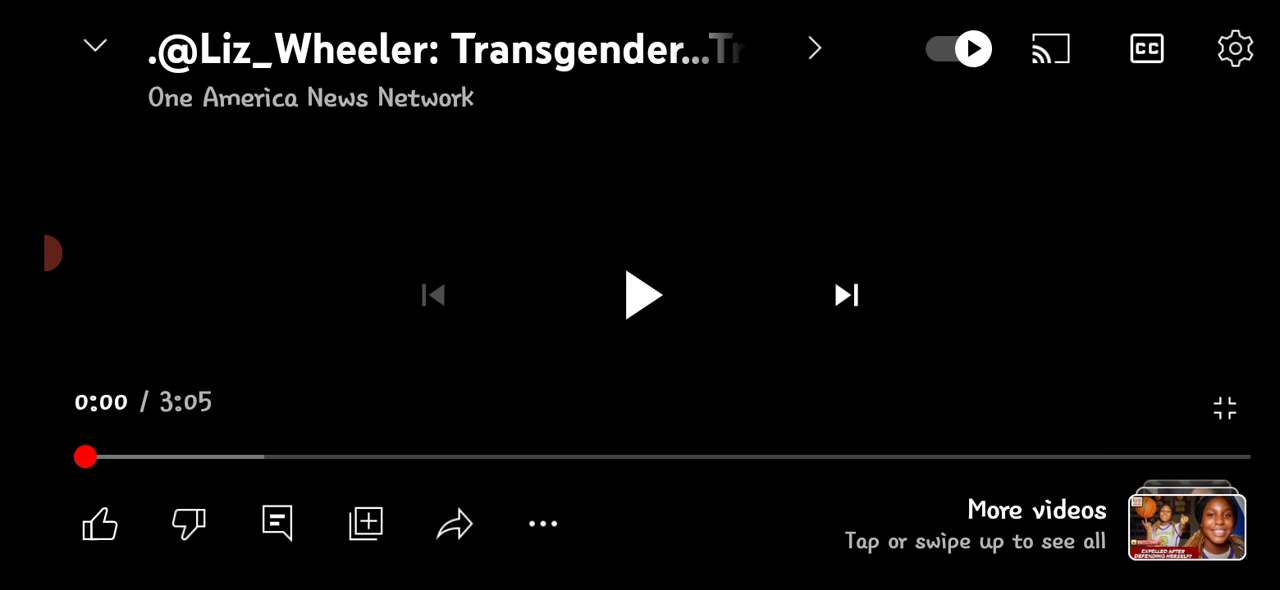 .@Liz_Wheeler: Transgender...Tr
One America News Network
CC
0:00 / 3:05
More videos
Tap or swipe up to see all
EXPELLED AFTER
DEFENDING HERSELF?